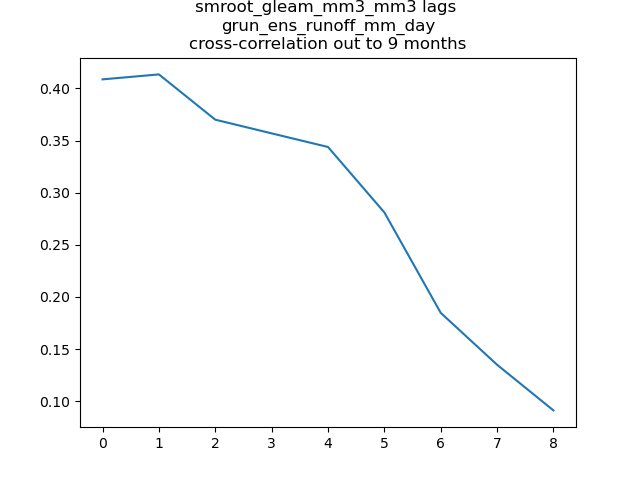 smroot_gleam_mm3_mm3 lags
grun_ens_runoff_mm_day
cross-correlation out to 9 months
0.40
0.35
0.30
0.25
0.20
0.15
0.10
0 1 2 3 4 5 6 7 8